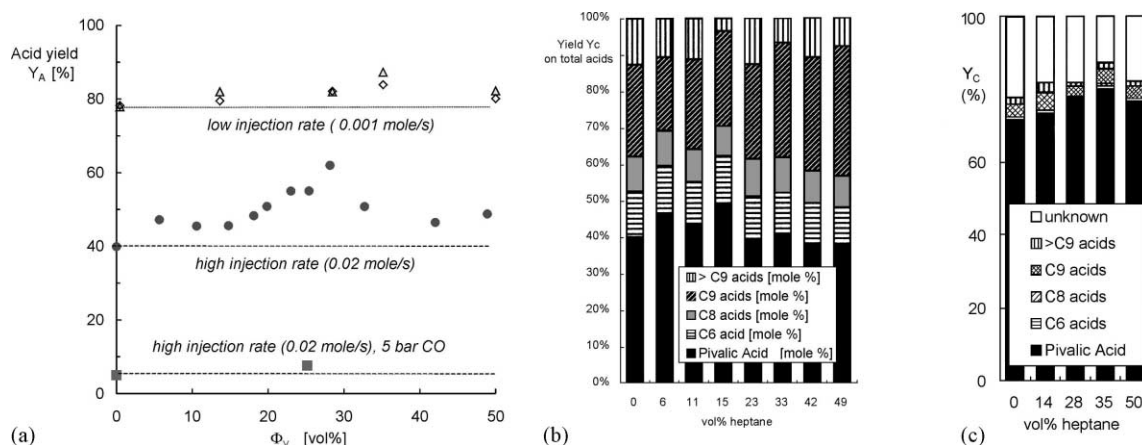 100
80
60
40
20
0
Acid yield
Y_A [%]
low injection rate ( 0.001 mole/s)
high injection rate (0.02 mole/s)
high injection rate (0.02 mole/s), 5 bar CO
0 10 20 30 40 50
(a) Φ_V [vol%]
100%
90%
80%
70%
60%
50%
40%
30%
20%
10%
0%
Yield Yc
on total acids
> C9 acids [mole %]
C9 acids [mole %]
C8 acids [mole %]
C6 acid [mole %]
Pivalic Acid [mole %]
0 6 11 15 23 33 42 49
(b) vol% heptane
100
Y_C
(%)
60
40
20
0
unknown
>C9 acids
C9 acids
C8 acids
C6 acids
Pivalic Acid
0 14 28 35 50
(c) vol% heptane